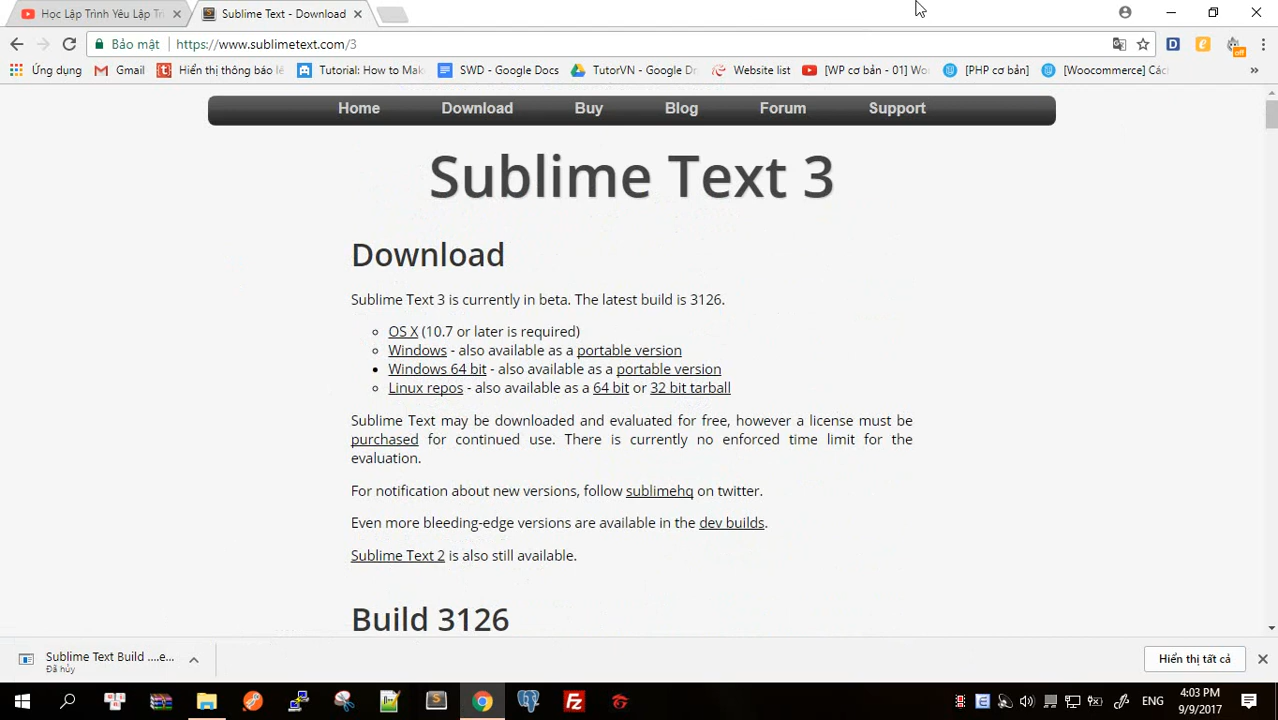 Học Lập Trình Yêu Lập Trì
Sublime Text - Download
Bảo mật
https://www.sublimetext.com/3
Ứng dụng
Gmail
Hiển thị thông báo lê
Tutorial: How to Mak
SWD - Google Docs
TutorVN - Google Dr
Website list
[WP cơ bản - 01] Wo
[PHP cơ bản]
[Woocommerce] Các
off
Home
Download
Buy
Blog
Forum
Support
Sublime Text 3
Download
Sublime Text 3 is currently in beta. The latest build is 3126.
OS X (10.7 or later is required)
Windows - also available as a portable version
Windows 64 bit - also available as a portable version
Linux repos - also available as a 64 bit or 32 bit tarball
Sublime Text may be downloaded and evaluated for free, however a license must be
purchased for continued use. There is currently no enforced time limit for the
evaluation.
For notification about new versions, follow sublimehq on twitter.
Even more bleeding-edge versions are available in the dev builds.
Sublime Text 2 is also still available.
Build 3126
Sublime Text Build ....e...
Đã hủy
Hiển thị tất cả
ENG
4:03 PM
9/9/2017